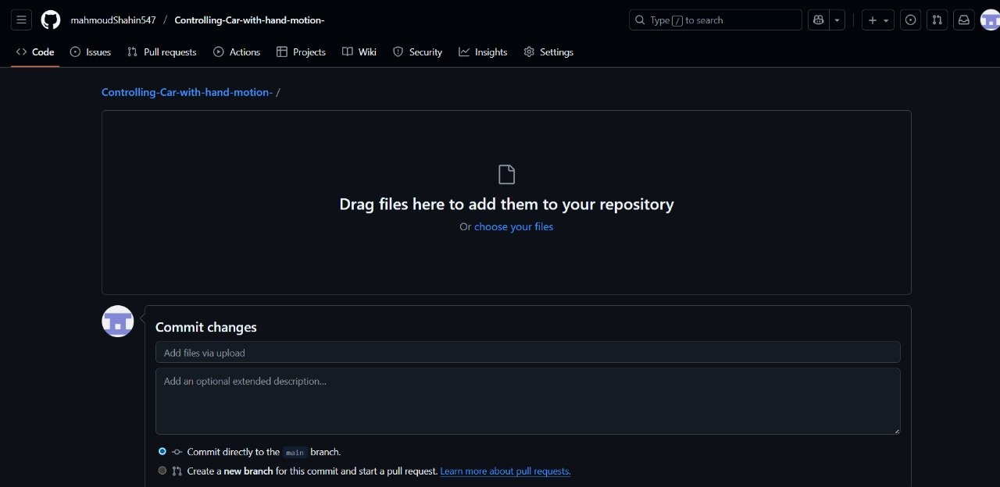 mahmoudShahin547 / Controlling-Car-with-hand-motion-
Type / to search
Code Issues Pull requests Actions Projects Wiki Security Insights Settings
Controlling-Car-with-hand-motion- /
Drag files here to add them to your repository
Or choose your files
Commit changes
Add files via upload
Add an optional extended description...
Commit directly to the main branch.
Create a new branch for this commit and start a pull request. Learn more about pull requests.